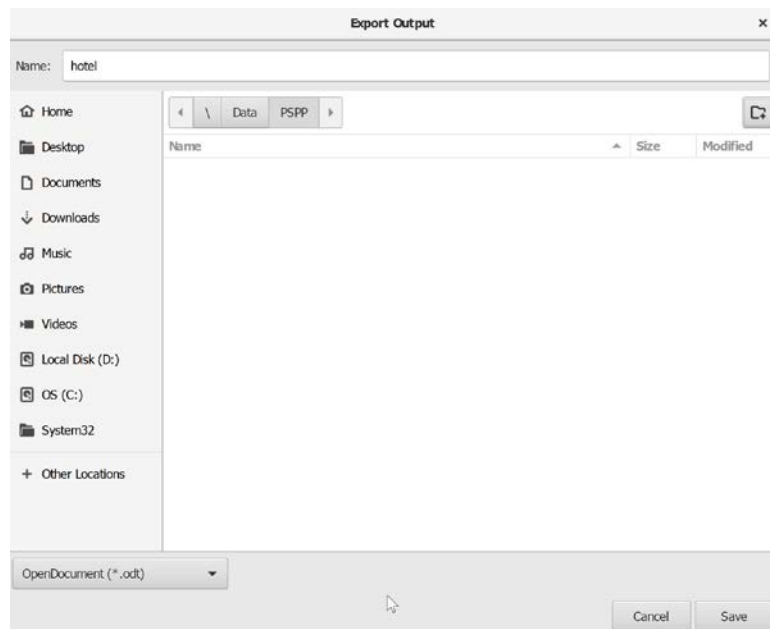 Export Output
Name: hotel
Home
\ Data PSPP
Desktop
Name Size Modified
Documents
Downloads
Music
Pictures
Videos
Local Disk (D:)
OS (C:)
System32
+ Other Locations
OpenDocument (*.odt)
Cancel Save